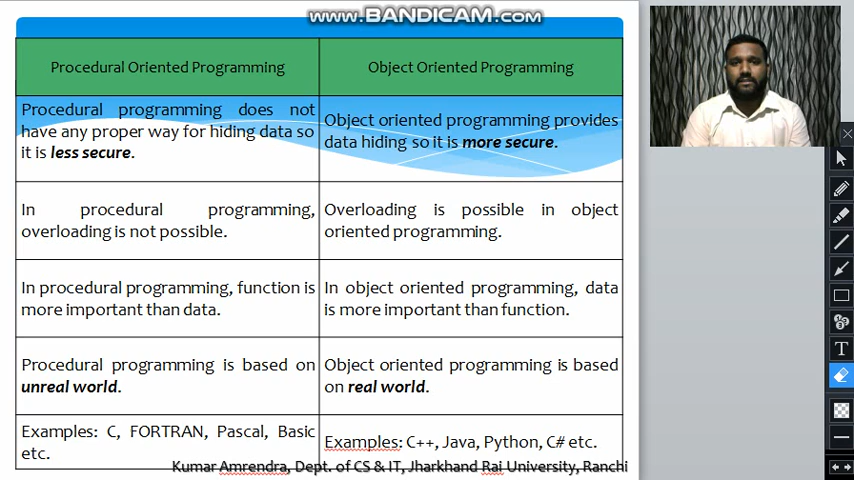 www.BANDICAM.com
Procedural Oriented Programming
Object Oriented Programming
Procedural programming does not
have any proper way for hiding data so
it is less secure.
Object oriented programming provides
data hiding so it is more secure.
In procedural programming,
overloading is not possible.
Overloading is possible in object
oriented programming.
In procedural programming, function is
more important than data.
In object oriented programming, data
is more important than function.
Procedural programming is based on
unreal world.
Object oriented programming is based
on real world.
Examples: C, FORTRAN, Pascal, Basic
etc.
Examples: C++, Java, Python, C# etc.
Kumar Amrendra, Dept. of CS & IT, Jharkhand Rai University, Ranchi